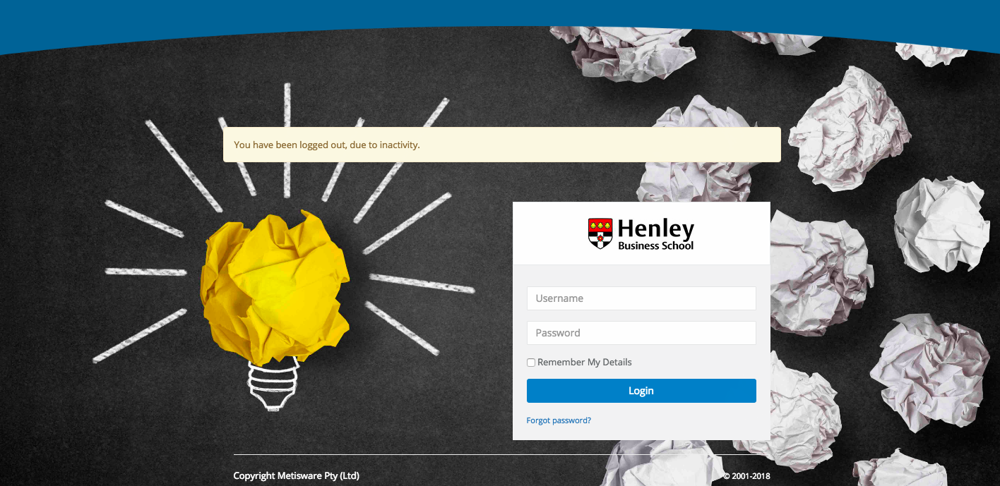 You have been logged out, due to inactivity.
Henley
Business School
Username
Password
Remember My Details
Login
Forgot password?
Copyright Metisware Pty (Ltd)
© 2001-2018